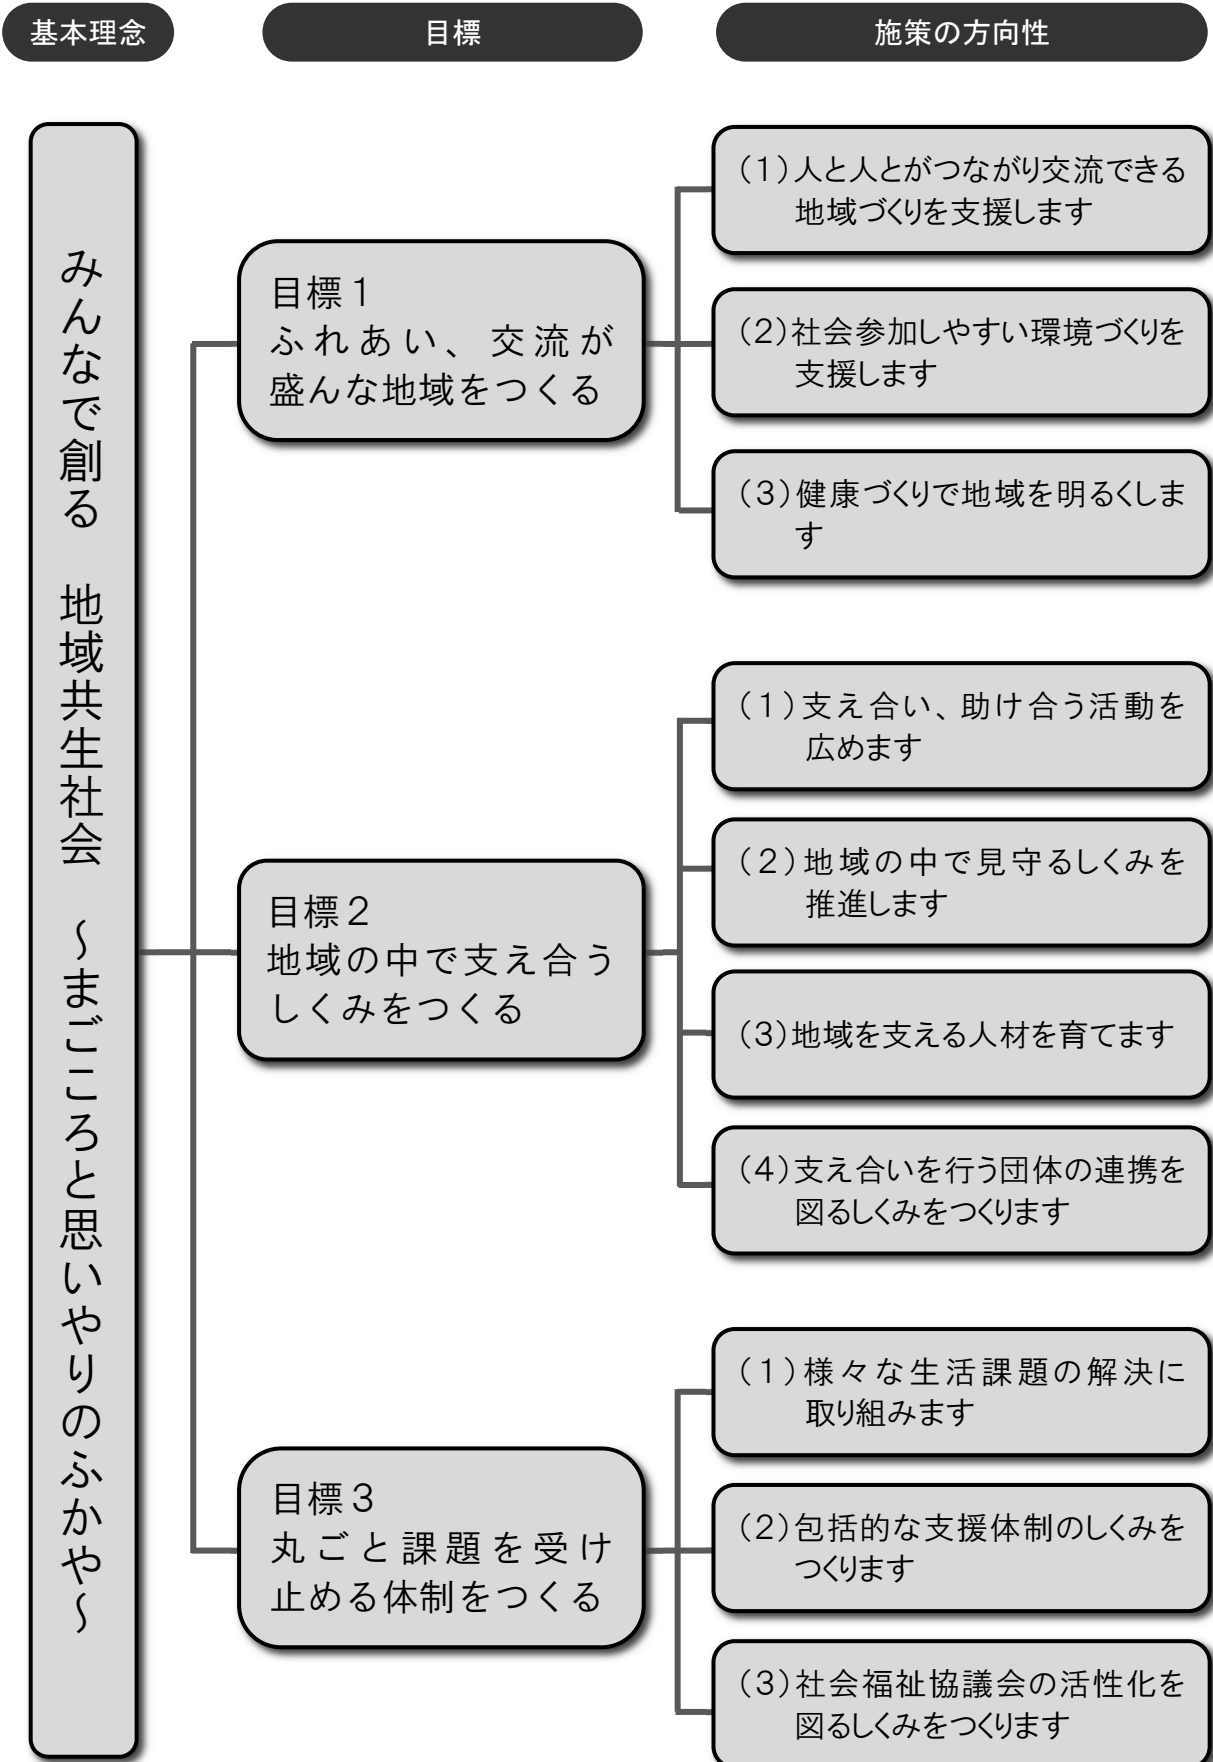 基本理念
目標
施策の方向性
みんなで創る　地域共生社会　～まごころと思いやりのふかや～
目標１
ふれあい、交流が
盛んな地域をつくる
（１）人と人とがつながり交流できる
地域づくりを支援します
（２）社会参加しやすい環境づくりを
支援します
（３）健康づくりで地域を明るくしま
す
目標２
地域の中で支え合う
しくみをつくる
（１）支え合い、助け合う活動を
広めます
（２）地域の中で見守るしくみを
推進します
（３）地域を支える人材を育てます
（４）支え合いを行う団体の連携を
図るしくみをつくります
目標３
丸ごと課題を受け
止める体制をつくる
（１）様々な生活課題の解決に
取り組みます
（２）包括的な支援体制のしくみを
つくります
（３）社会福祉協議会の活性化を
図るしくみをつくります